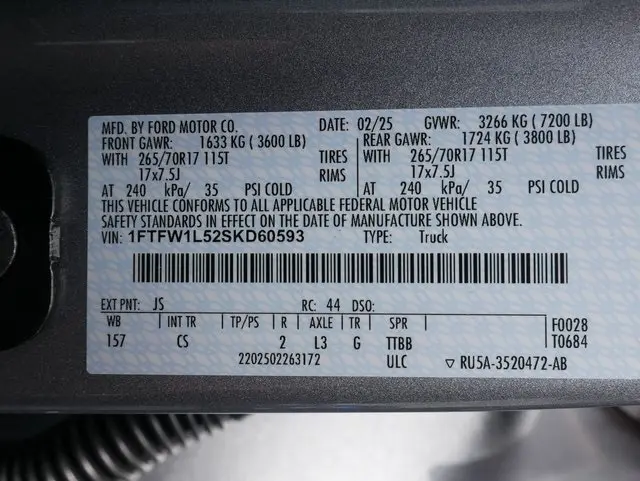 MFD. BY FORD MOTOR CO. DATE: 02/25 GVWR: 3266 KG ( 7200 LB)
FRONT GAWR: 1633 KG ( 3600 LB) REAR GAWR: 1724 KG ( 3800 LB)
WITH 265/70R17 115T TIRES WITH 265/70R17 115T TIRES
17x7.5J RIMS 17x7.5J RIMS
AT 240 kPa/ 35 PSI COLD AT 240 kPa/ 35 PSI COLD
THIS VEHICLE CONFORMS TO ALL APPLICABLE FEDERAL MOTOR VEHICLE
SAFETY STANDARDS IN EFFECT ON THE DATE OF MANUFACTURE SHOWN ABOVE.
VIN: 1FTFW1L52SKD60593 TYPE: Truck
EXT PNT: JS RC: 44 DSO:
WB INT TR TP/PS R AXLE TR SPR F0028
157 CS 2 L3 G TTBB T0684
2202502263172 ULC ▽ RU5A-3520472-AB